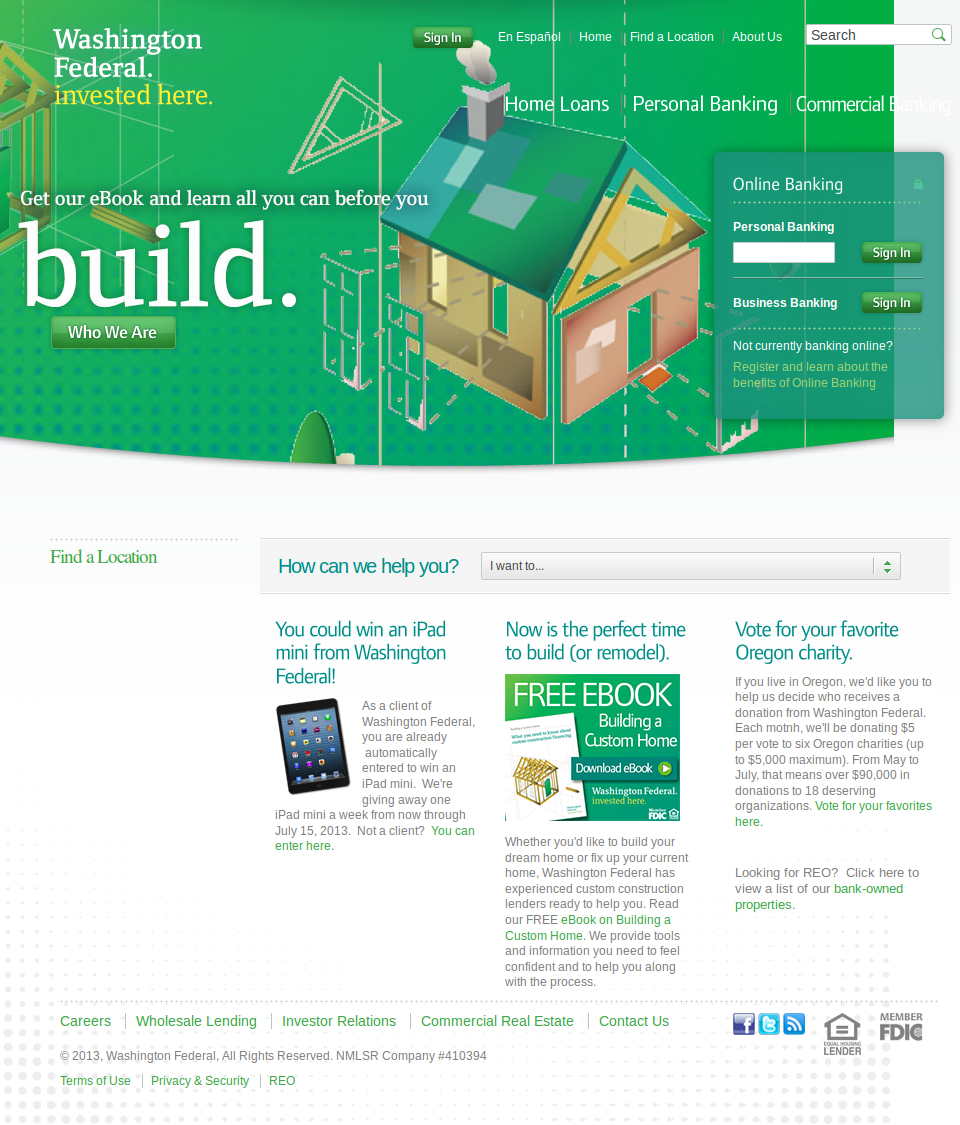 Washington
Federal.
invested here.
Sign In
En Español
Home
Find a Location
About Us
Search
Home Loans
Personal Banking
Commercial Banking
Get our eBook and learn all you can before you
build.
Who We Are
Online Banking
Personal Banking
Sign In
Business Banking
Sign In
Not currently banking online?
Register and learn about the
benefits of Online Banking
Find a Location
How can we help you?
I want to...
You could win an iPad
mini from Washington
Federal!
As a client of
Washington Federal,
you are already
automatically
entered to win an
iPad mini.  We're
giving away one
iPad mini a week from now through
July 15, 2013.  Not a client?  You can
enter here.
Now is the perfect time
to build (or remodel).
FREE EBOOK
Building a
Custom Home
What you need to know about
custom construction financing
Download eBook
Washington Federal.
invested here.
Member
FDIC
Whether you'd like to build your
dream home or fix up your current
home, Washington Federal has
experienced custom construction
lenders ready to help you. Read
our FREE eBook on Building a
Custom Home. We provide tools
and information you need to feel
confident and to help you along
with the process.
Vote for your favorite
Oregon charity.
If you live in Oregon, we'd like you to
help us decide who receives a
donation from Washington Federal.
Each motnh, we'll be donating $5
per vote to six Oregon charities (up
to $5,000 maximum). From May to
July, that means over $90,000 in
donations to 18 deserving
organizations. Vote for your favorites
here.
Looking for REO?  Click here to
view a list of our bank-owned
properties.
Careers
Wholesale Lending
Investor Relations
Commercial Real Estate
Contact Us
EQUAL HOUSING
LENDER
MEMBER
FDIC
© 2013, Washington Federal, All Rights Reserved. NMLSR Company #410394
Terms of Use
Privacy & Security
REO